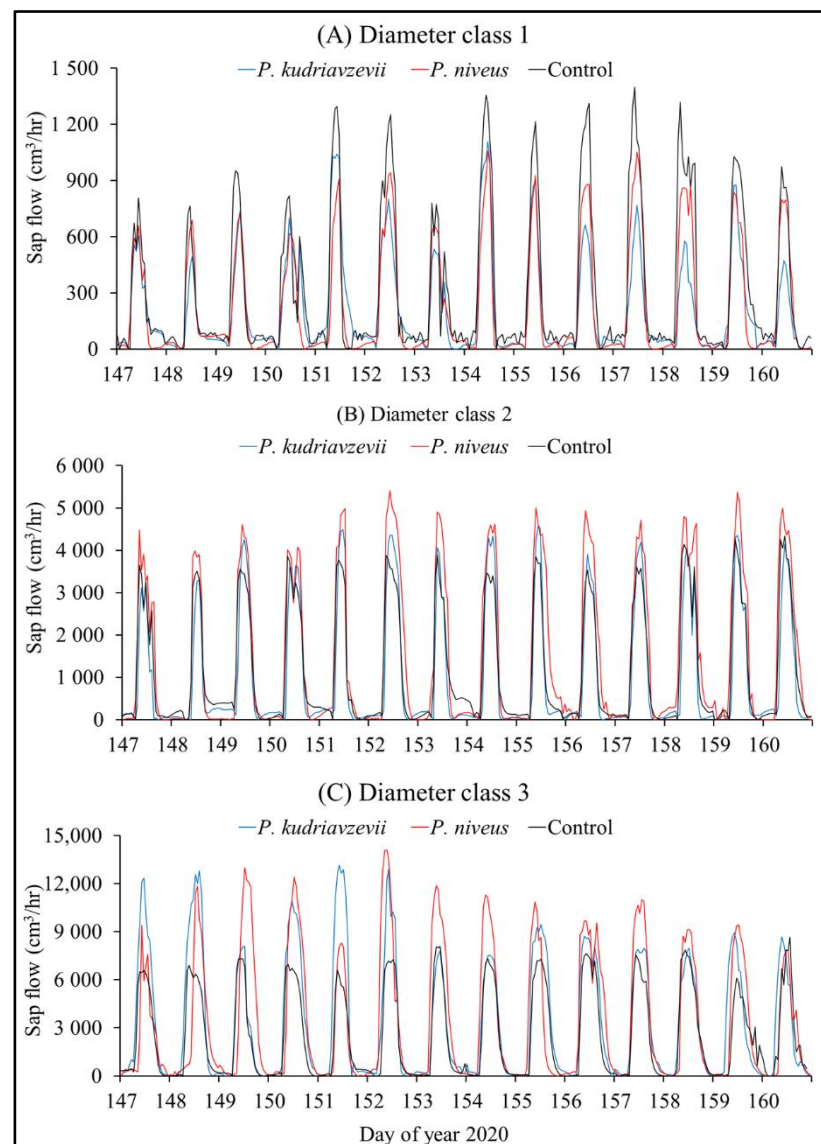 (A) Diameter class 1
P. kudriavzevii P. niveus Control
Sap flow (cm³/hr)
1 500
1 200
900
600
300
0
147 148 149 150 151 152 153 154 155 156 157 158 159 160
(B) Diameter class 2
P. kudriavzevii P. niveus Control
Sap flow (cm³/hr)
6 000
5 000
4 000
3 000
2 000
1 000
0
147 148 149 150 151 152 153 154 155 156 157 158 159 160
(C) Diameter class 3
P. kudriavzevii P. niveus Control
Sap flow (cm³/hr)
15,000
12,000
9 000
6 000
3 000
0
147 148 149 150 151 152 153 154 155 156 157 158 159 160
Day of year 2020